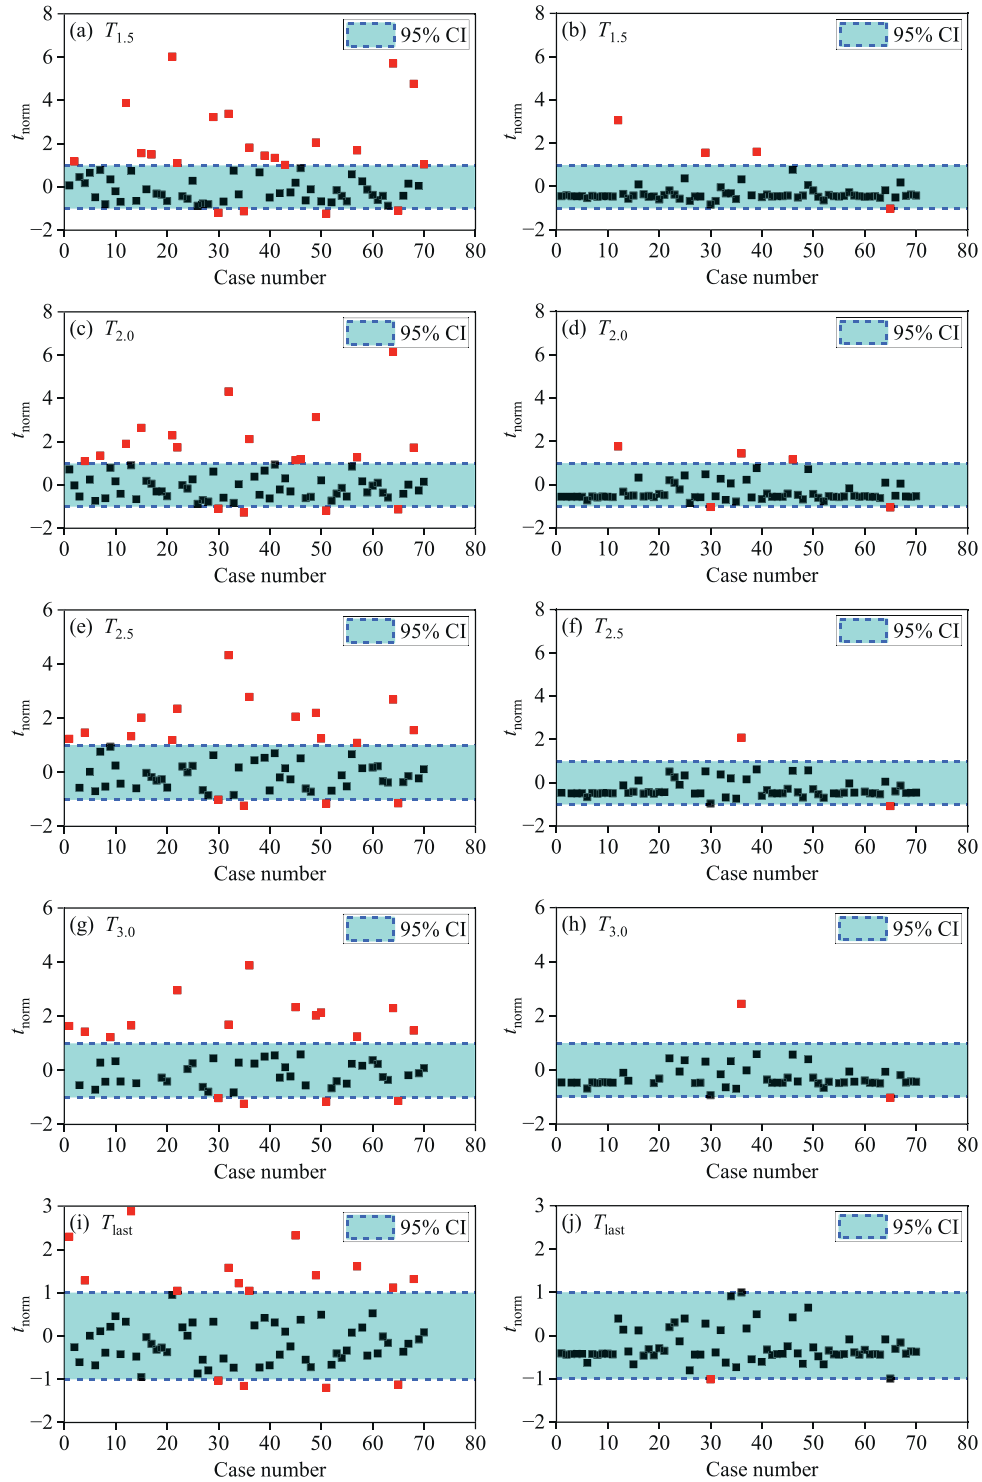 (a) T1.5
95% CI
8
6
4
2
0
−2
tnorm
0 10 20 30 40 50 60 70 80
Case number
(b) T1.5
95% CI
8
6
4
2
0
−2
tnorm
0 10 20 30 40 50 60 70 80
Case number
(c) T2.0
95% CI
8
6
4
2
0
−2
tnorm
0 10 20 30 40 50 60 70 80
Case number
(d) T2.0
95% CI
8
6
4
2
0
−2
tnorm
0 10 20 30 40 50 60 70 80
Case number
(e) T2.5
95% CI
6
4
2
0
−2
tnorm
0 10 20 30 40 50 60 70 80
Case number
(f) T2.5
95% CI
8
6
4
2
0
−2
tnorm
0 10 20 30 40 50 60 70 80
Case number
(g) T3.0
95% CI
6
4
2
0
−2
tnorm
0 10 20 30 40 50 60 70 80
Case number
(h) T3.0
95% CI
6
4
2
0
−2
tnorm
0 10 20 30 40 50 60 70 80
Case number
(i) Tlast
95% CI
3
2
1
0
−1
−2
tnorm
0 10 20 30 40 50 60 70 80
Case number
(j) Tlast
95% CI
3
2
1
0
−1
−2
tnorm
0 10 20 30 40 50 60 70 80
Case number